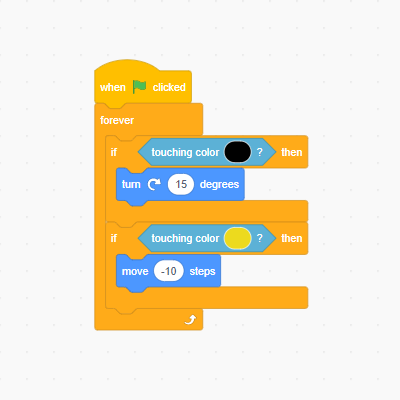 when clicked
forever
if touching color ? then
turn 15 degrees
if touching color ? then
move -10 steps